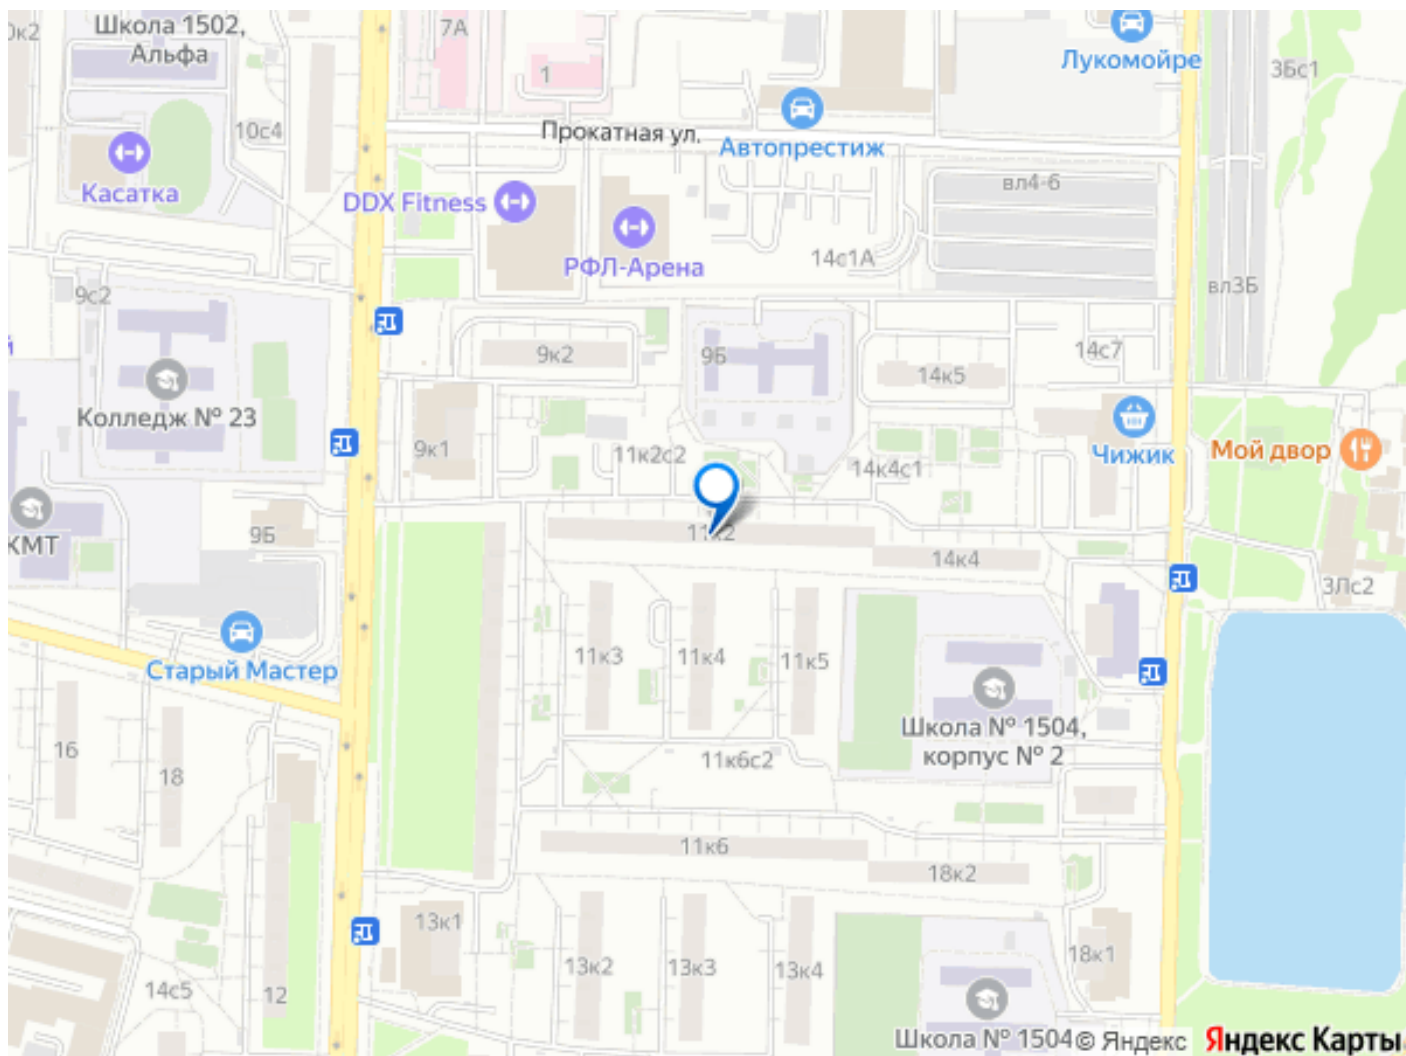 Школа 1502,
Альфа
7А
1
Лукомойре
3Бс1
10с4
Прокатная ул.
Автопрестиж
Касатка
DDX Fitness
вл4-6
РФЛ-Арена
14с1А
9с2
вл3Б
9к2
9Б
14с7
14к5
Колледж № 23
9к1
11к2с2
14к4с1
Чижик
Мой двор
КМТ
9Б
11к2
14к4
3Лс2
Старый Мастер
11к3
11к4
11к5
Школа № 1504,
корпус № 2
16
18
11к6с2
11к6
18к2
13к1
13к2
13к3
13к4
18к1
14с5
12
Школа № 1504
© Яндекс
Яндекс Карты